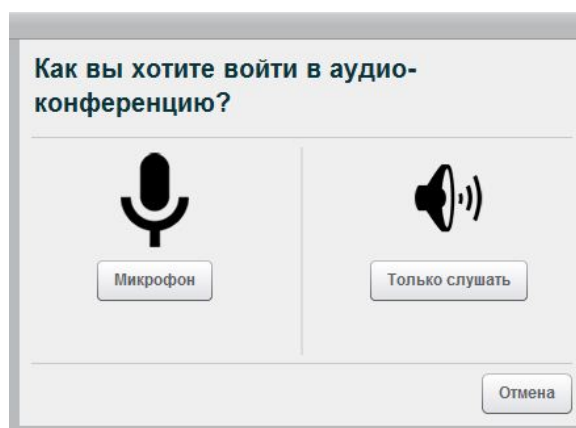 Как вы хотите войти в аудио-
конференцию?
Микрофон
Только слушать
Отмена